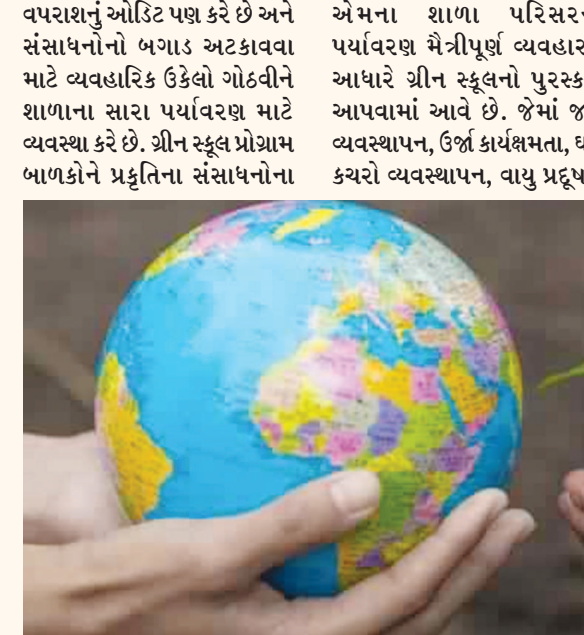 વપરાશનું ઓડિટ પણ કરે છે અને
સંસાધનોનો બગાડ અટકાવવા
માટે વ્યવહારિક ઉકેલો ગોઠવીને
શાળાના સારા પર્યાવરણ માટે
વ્યવસ્થા કરે છે. ગ્રીન સ્કૂલ પ્રોગ્રામ
બાળકોને પ્રકૃતિના સંસાધનોના
એમના શાળા
પર્યાવરણ મૈત્રીપૂર્ણ
આધારે ગ્રીન સ્કૂલનો
આપવામાં આવે છે. જેમાં
વ્યવસ્થાપન, ઉર્જા કાર્યક્ષમતા,
કચરો વ્યવસ્થાપન, વાયુ